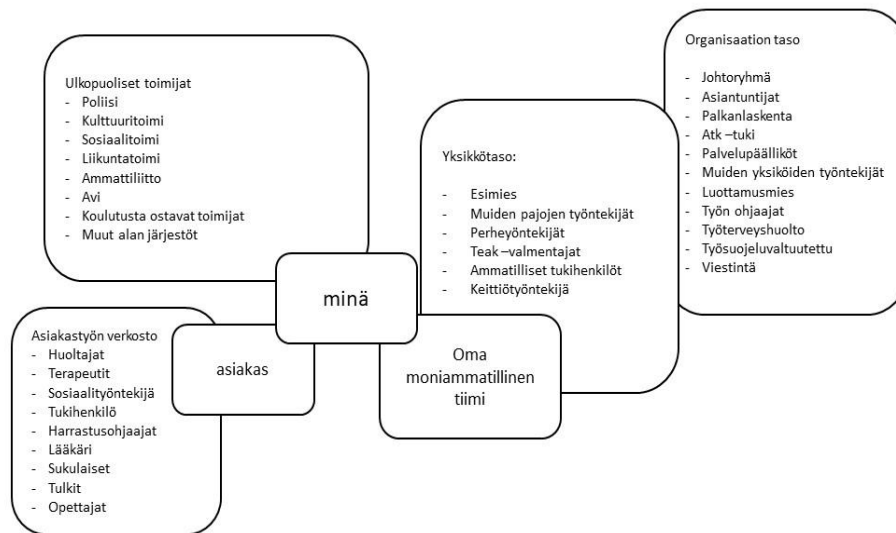 Ulkopuoliset toimijat
- Poliisi
- Kulttuuritoimi
- Sosiaalitoimi
- Liikuntatoimi
- Ammattiliitto
- Avi
- Koulutusta ostavat toimijat
- Muut alan järjestöt
Organisaation taso
- Johtoryhmä
- Asiantuntijat
- Palkanlaskenta
- Atk –tuki
- Palvelupäälliköt
- Muiden yksiköiden työntekijät
- Luottamusmies
- Työn ohjaajat
- Työterveyshuolto
- Työsuojeluvaltuutettu
- Viestintä
Yksikkötaso:
- Esimies
- Muiden pajojen työntekijät
- Perheyöntekijät
- Teak –valmentajat
- Ammatilliset tukihenkilöt
- Keittiötyöntekijä
minä
asiakas
Oma
moniammatillinen
tiimi
Asiakastyön verkosto
- Huoltajat
- Terapeutit
- Sosiaalityöntekijä
- Tukihenkilö
- Harrastusohjaajat
- Lääkäri
- Sukulaiset
- Tulkit
- Opettajat